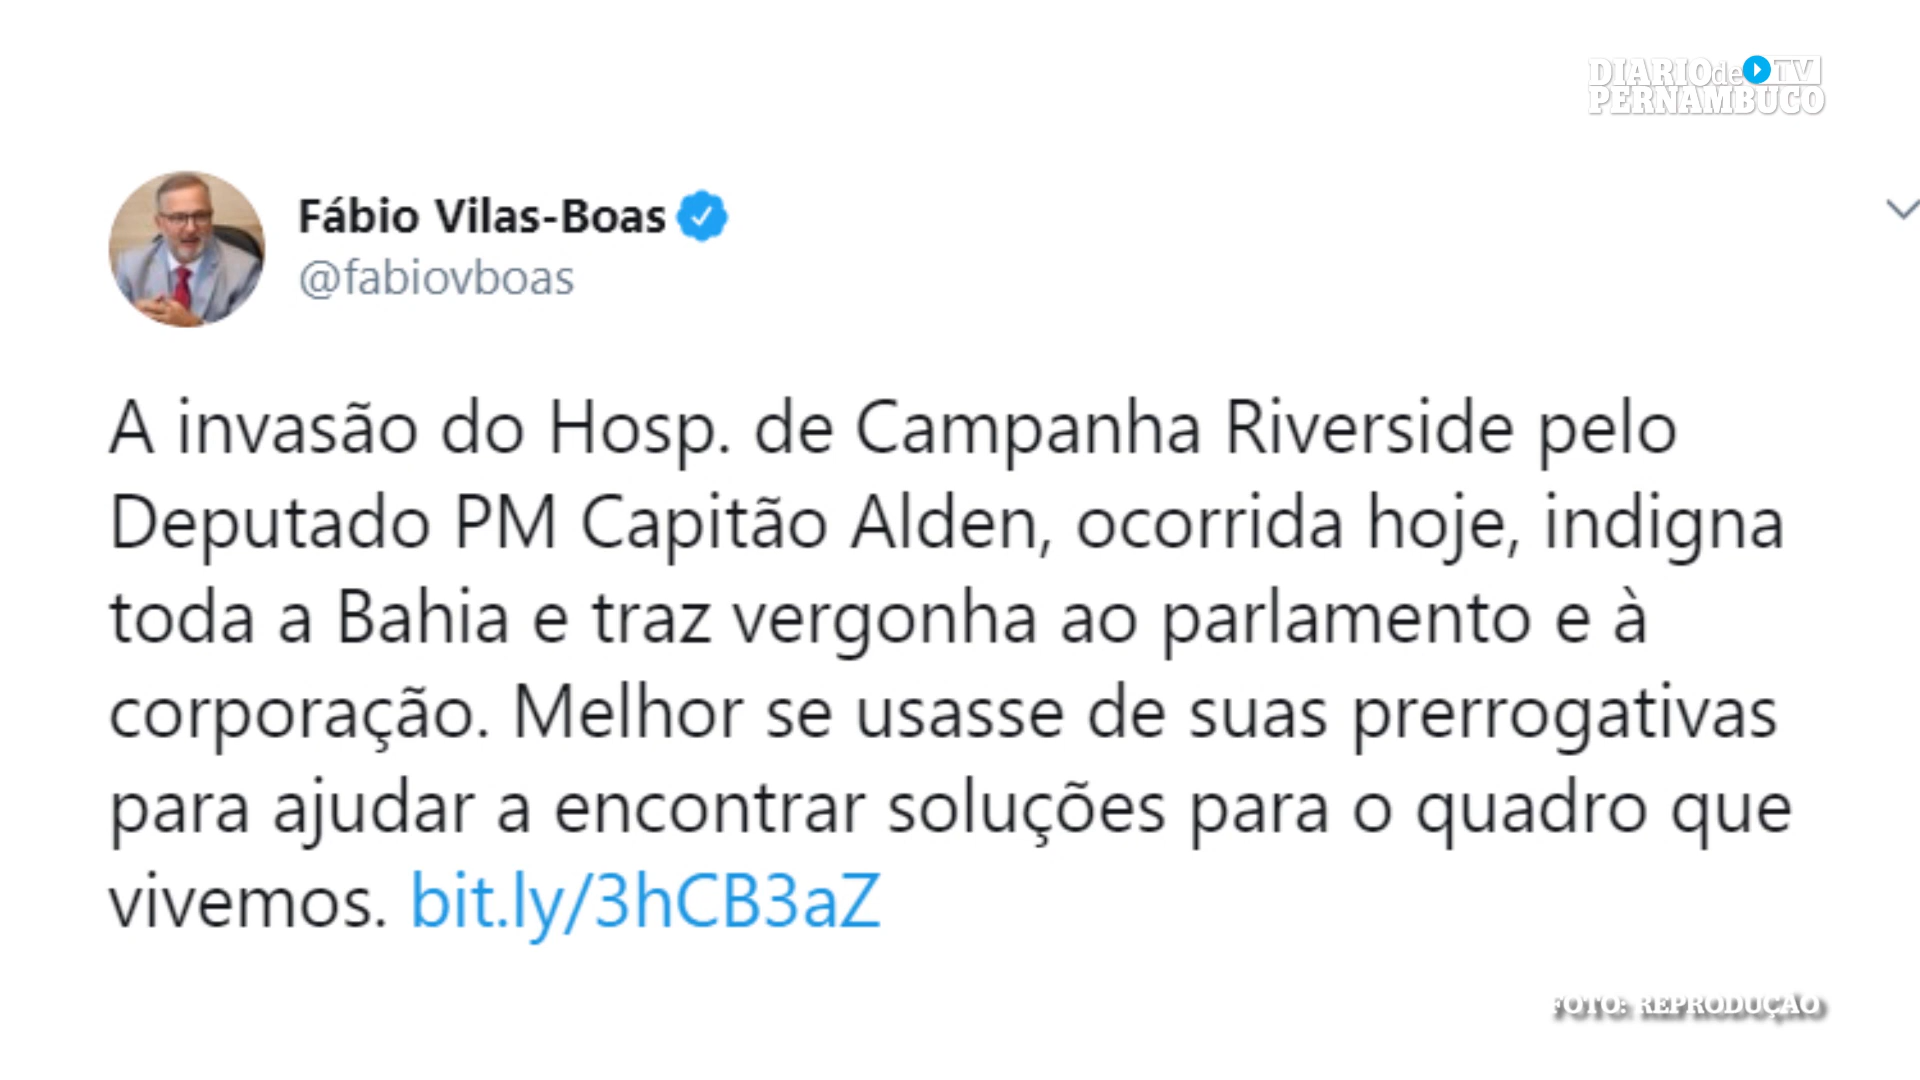 DIARIO de TV
PERNAMBUCO
Fábio Vilas-Boas
@fabiovboas
A invasão do Hosp. de Campanha Riverside pelo
Deputado PM Capitão Alden, ocorrida hoje, indigna
toda a Bahia e traz vergonha ao parlamento e à
corporação. Melhor se usasse de suas prerrogativas
para ajudar a encontrar soluções para o quadro que
vivemos. bit.ly/3hCB3aZ
FOTO: REPRODUÇÃO